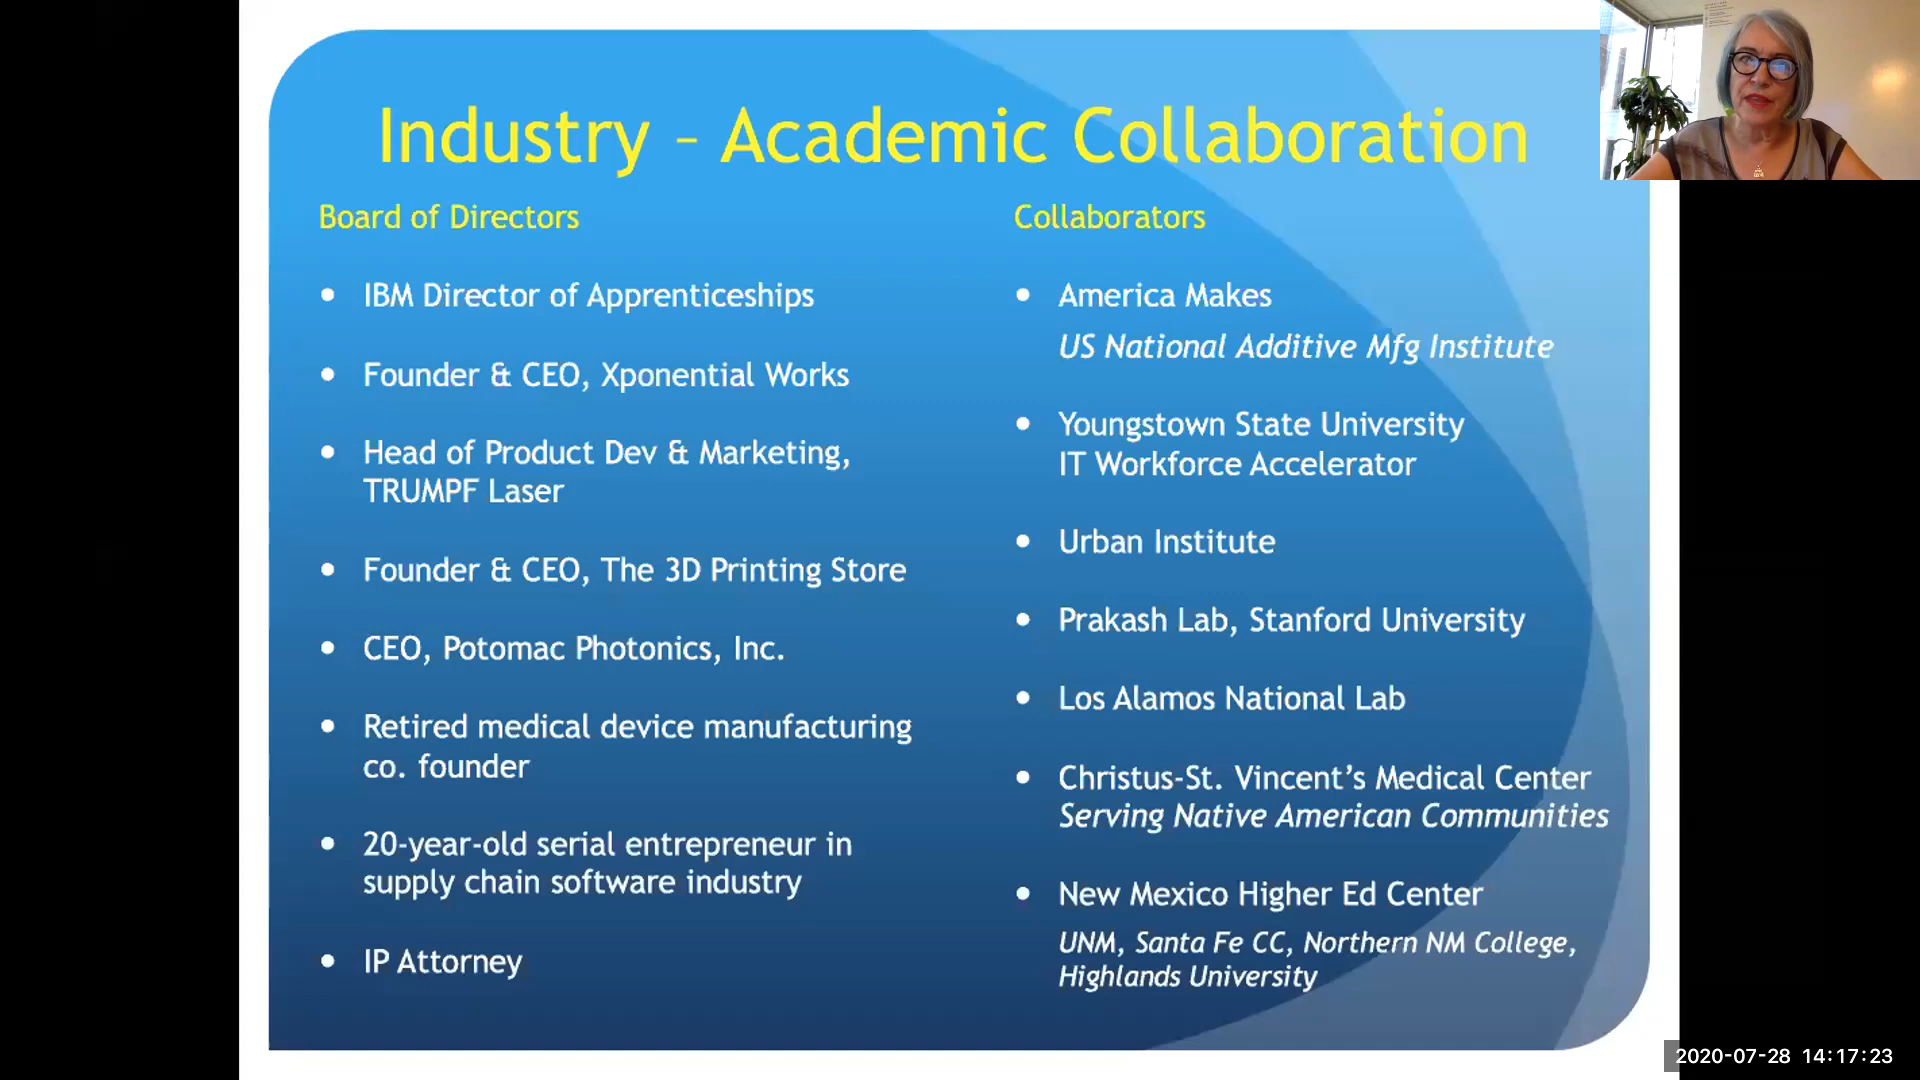 Industry – Academic Collaboration
Board of Directors
• IBM Director of Apprenticeships
• Founder & CEO, Xponential Works
• Head of Product Dev & Marketing,
TRUMPF Laser
• Founder & CEO, The 3D Printing Store
• CEO, Potomac Photonics, Inc.
• Retired medical device manufacturing
co. founder
• 20-year-old serial entrepreneur in
supply chain software industry
• IP Attorney
Collaborators
• America Makes
US National Additive Mfg Institute
• Youngstown State University
IT Workforce Accelerator
• Urban Institute
• Prakash Lab, Stanford University
• Los Alamos National Lab
• Christus-St. Vincent’s Medical Center
Serving Native American Communities
• New Mexico Higher Ed Center
UNM, Santa Fe CC, Northern NM College,
Highlands University
2020-07-28 14:17:23